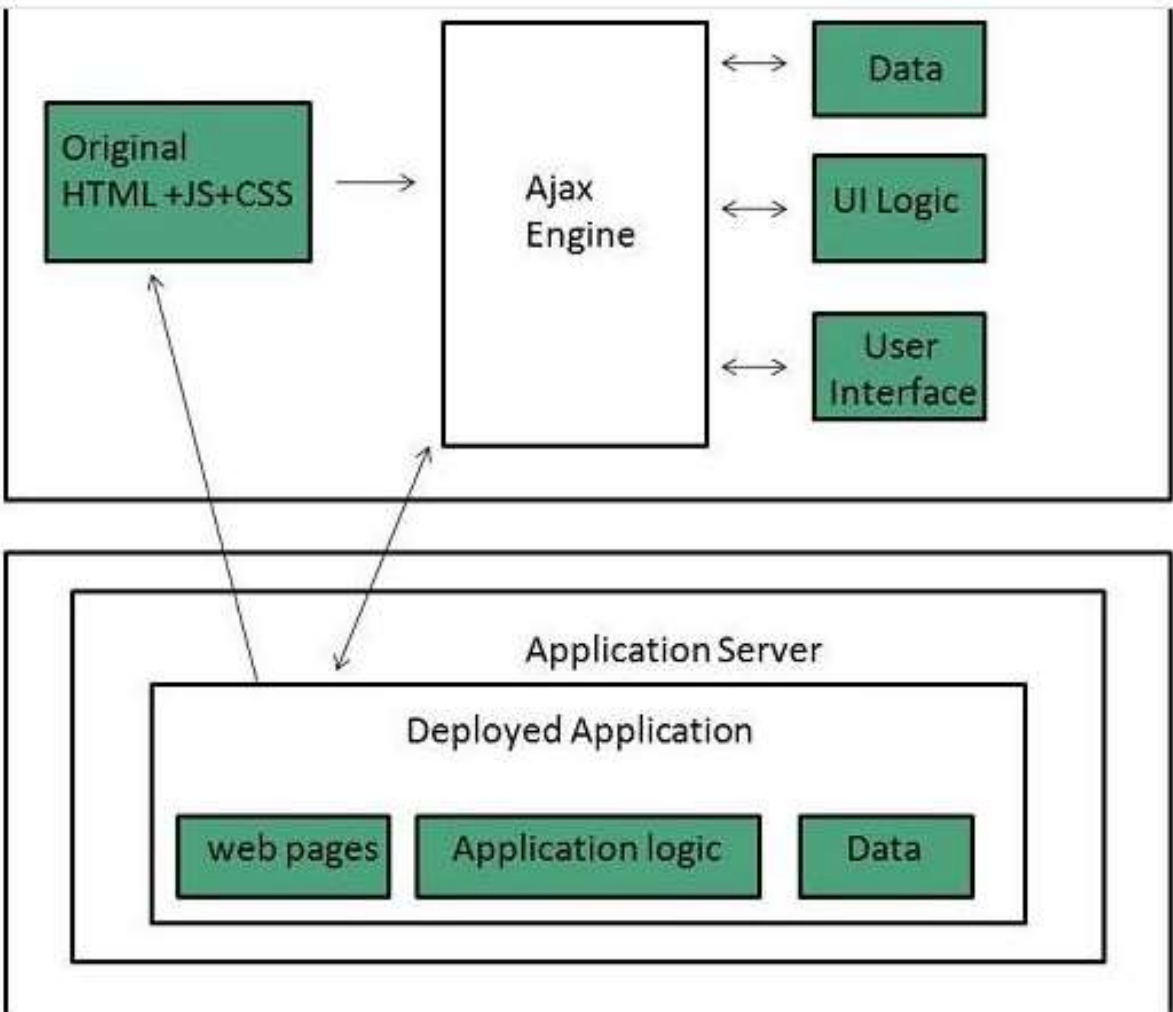 Original
HTML +JS+CSS
Ajax
Engine
Data
UI Logic
User
Interface
Application Server
Deployed Application
web pages
Application logic
Data